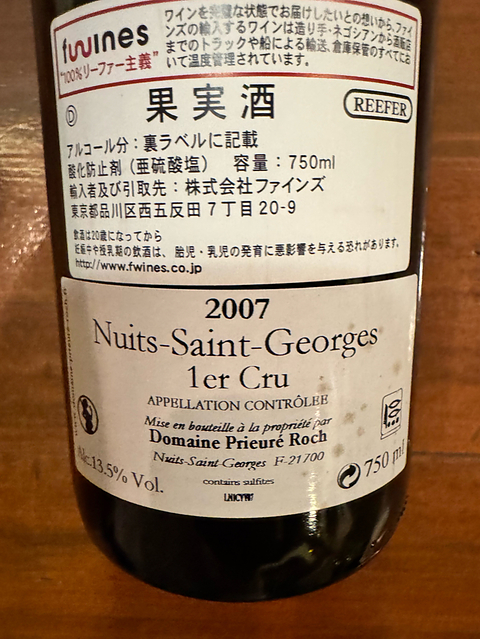 fwines
"100%リーファー主義"
ワインを完璧な状態でお届けしたいとの想いから、ファイ
ンズの輸入するワインは造り手・ネゴシアンから酒販店
までのトラックや船による輸送、倉庫保管のすべてにお
いて温度管理されています。
果実酒
REEFER
D
アルコール分：裏ラベルに記載
酸化防止剤（亜硫酸塩） 容量：750ml
輸入者及び引取先：株式会社ファインズ
東京都品川区西五反田7丁目20-9
飲酒は20歳になってから
妊娠中や授乳期の飲酒は、胎児・乳児の発育に悪影響を与える恐れがあります。
http://www.fwines.co.jp
2007
Nuits-Saint-Georges
1er Cru
APPELLATION CONTRÔLÉE
Mise en bouteille à la propriété par
Domaine Prieuré Roch
Nuits-Saint-Georges F-21700
Alc.13.5% Vol.
750 ml
contains sulfites